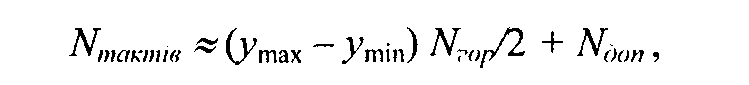 N_тактів ≈ (y_max – y_min) N_гор/2 + N_доп ,